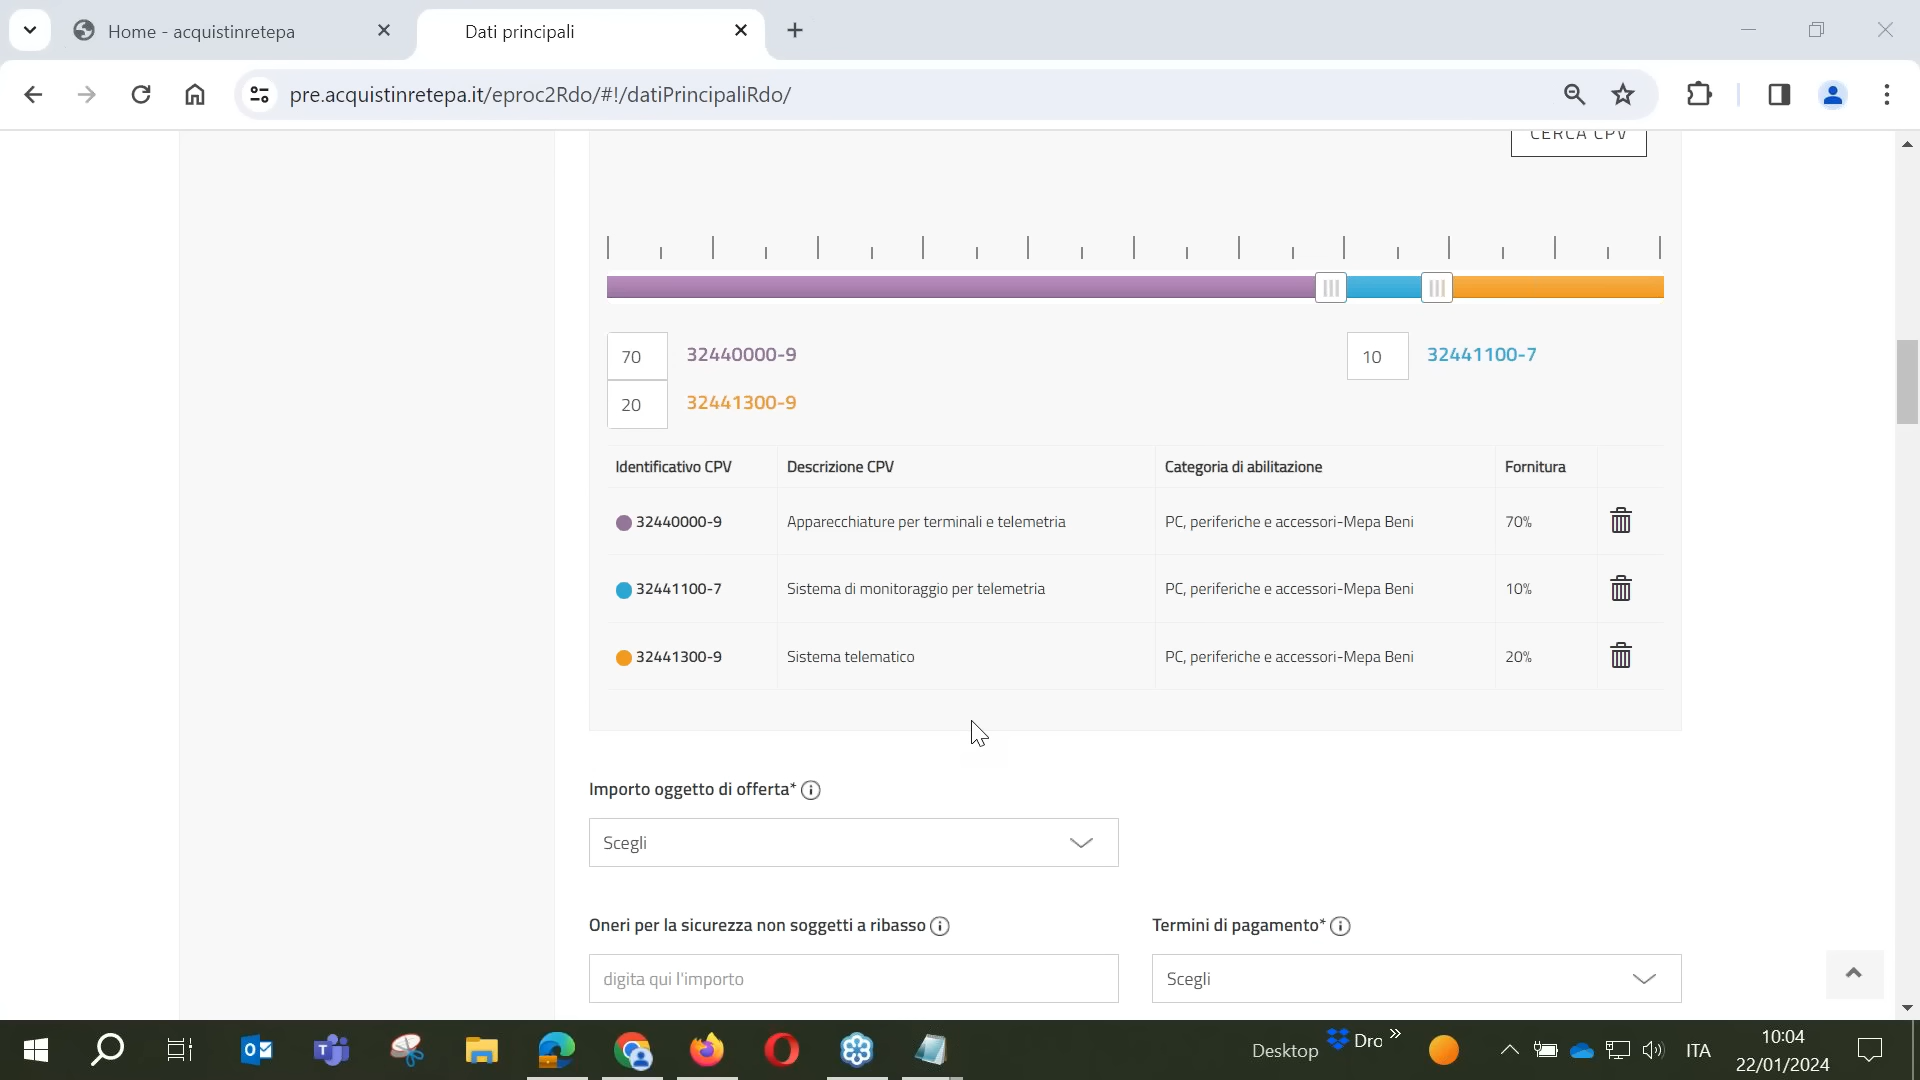 Home - acquistinretepa
Dati principali
pre.acquistinretepa.it/eproc2Rdo/#!/datiPrincipaliRdo/
CERCA CPV
70 32440000-9 10 32441100-7
20 32441300-9
Identificativo CPV Descrizione CPV Categoria di abilitazione Fornitura
32440000-9 Apparecchiature per terminali e telemetria PC, periferiche e accessori-Mepa Beni 70%
32441100-7 Sistema di monitoraggio per telemetria PC, periferiche e accessori-Mepa Beni 10%
32441300-9 Sistema telematico PC, periferiche e accessori-Mepa Beni 20%
Importo oggetto di offerta*
Scegli
Oneri per la sicurezza non soggetti a ribasso Termini di pagamento*
digita qui l'importo Scegli
Desktop Dro ITA 10:04
22/01/2024